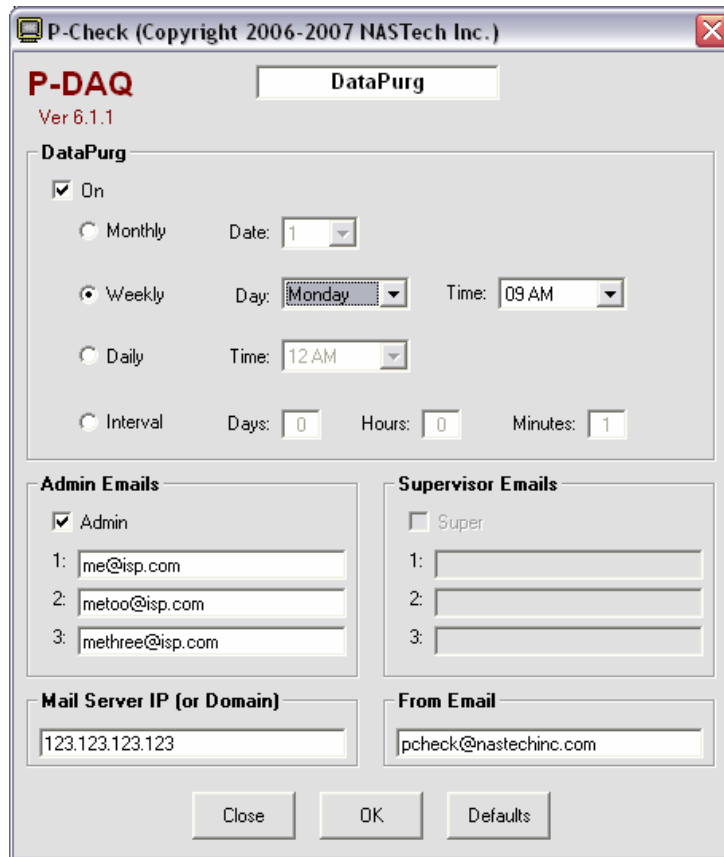 P-Check (Copyright 2006-2007 NASTech Inc.)
P-DAQ
DataPurg
Ver 6.1.1
DataPurg
On
Monthly Date: 1
Weekly Day: Monday Time: 09 AM
Daily Time: 12 AM
Interval Days: 0 Hours: 0 Minutes: 1
Admin Emails
Admin
1: me@isp.com
2: metoo@isp.com
3: methree@isp.com
Supervisor Emails
Super
1:
2:
3:
Mail Server IP (or Domain)
123.123.123.123
From Email
pcheck@nastechinc.com
Close OK Defaults